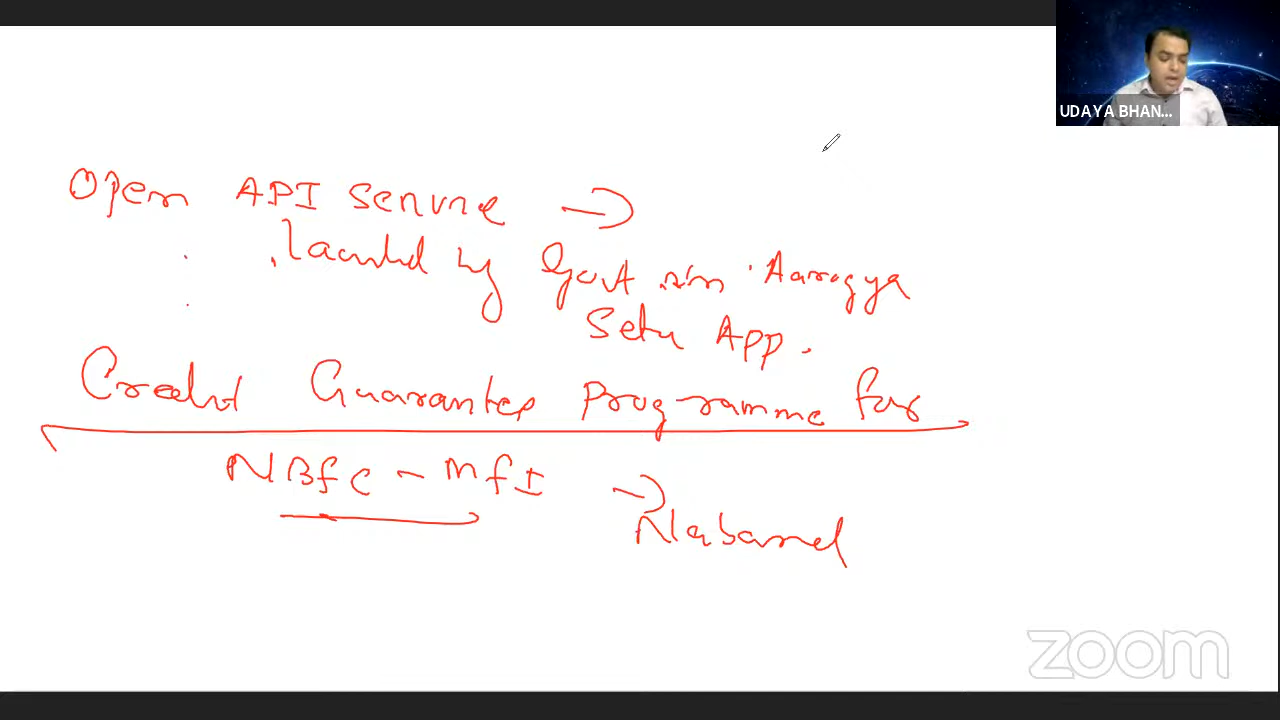 UDAYA BHAN...
Open API Service →
launched by Govt in Aarogya
Setu App.
Credit Guarantee Programme for
NBFC - MFI →
Nabard
zoom